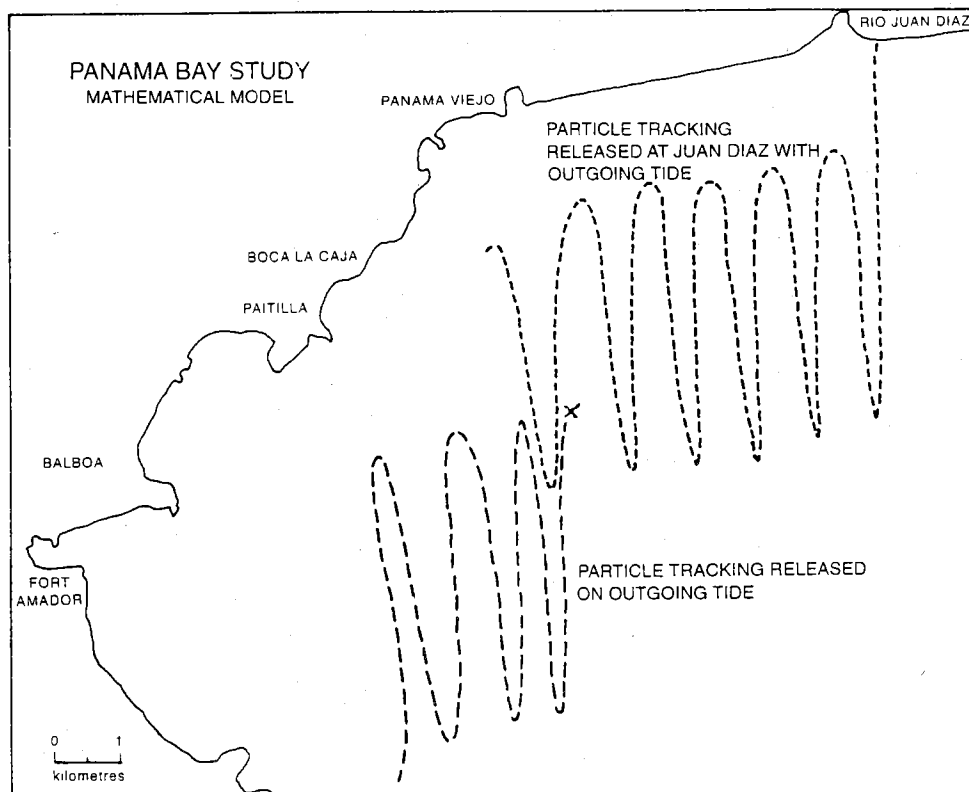 RIO JUAN DIAZ
PANAMA BAY STUDY
MATHEMATICAL MODEL
PANAMA VIEJO
PARTICLE TRACKING
RELEASED AT JUAN DIAZ WITH
OUTGOING TIDE
BOCA LA CAJA
PAITILLA
BALBOA
PARTICLE TRACKING RELEASED
ON OUTGOING TIDE
FORT
AMADOR
0 1
kilometres